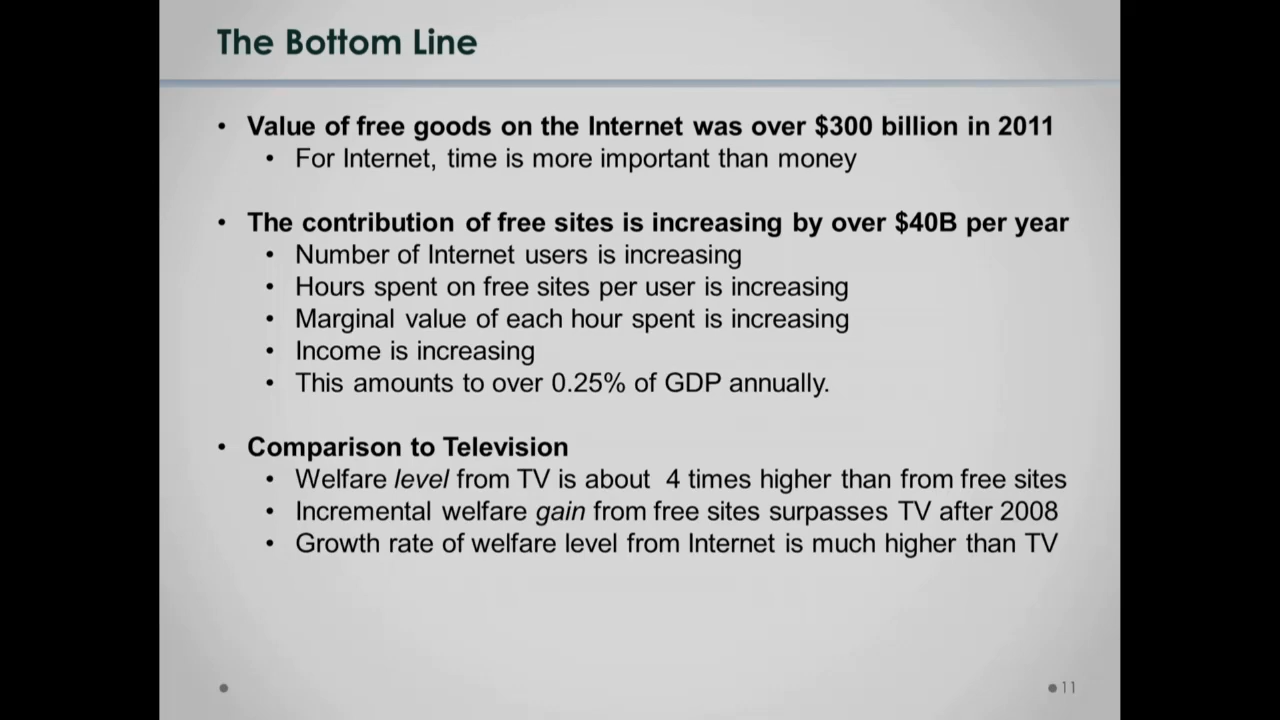 The Bottom Line
• Value of free goods on the Internet was over $300 billion in 2011
• For Internet, time is more important than money
• The contribution of free sites is increasing by over $40B per year
• Number of Internet users is increasing
• Hours spent on free sites per user is increasing
• Marginal value of each hour spent is increasing
• Income is increasing
• This amounts to over 0.25% of GDP annually.
• Comparison to Television
• Welfare level from TV is about 4 times higher than from free sites
• Incremental welfare gain from free sites surpasses TV after 2008
• Growth rate of welfare level from Internet is much higher than TV
11